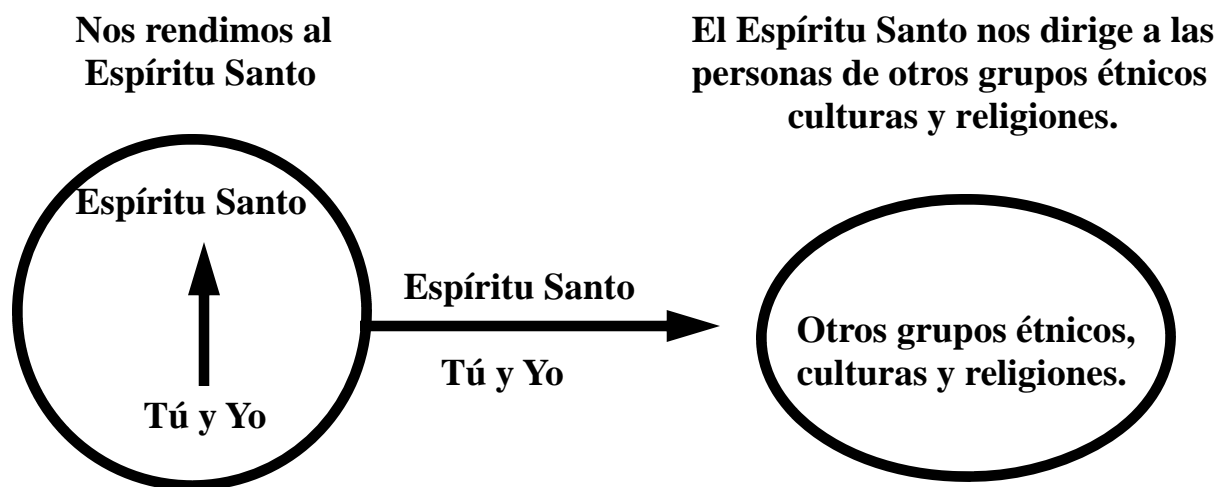 Nos rendimos al
Espíritu Santo
El Espíritu Santo nos dirige a las
personas de otros grupos étnicos
culturas y religiones.
Espíritu Santo
Tú y Yo
Espíritu Santo
Tú y Yo
Otros grupos étnicos,
culturas y religiones.